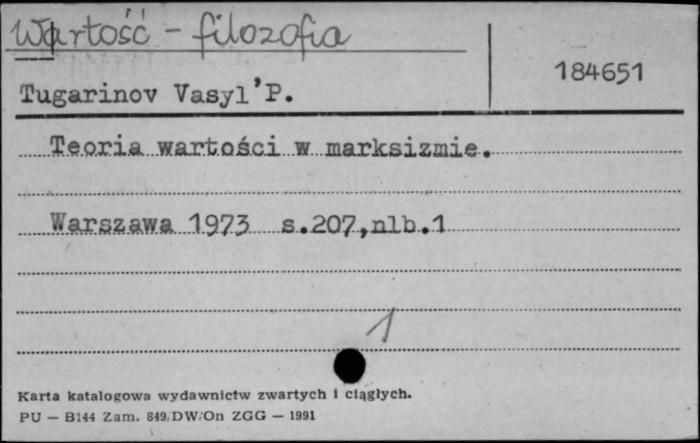 Wartość - filozofia
184651
Tugarinov Vasyl'P.
Teoria wartości w marksizmie.
Warszawa 1973 s.207,nlb.1
1
Karta katalogowa wydawnictw zwartych i ciągłych.
PU — B144 Zam. 849/DW/On ZGG — 1991